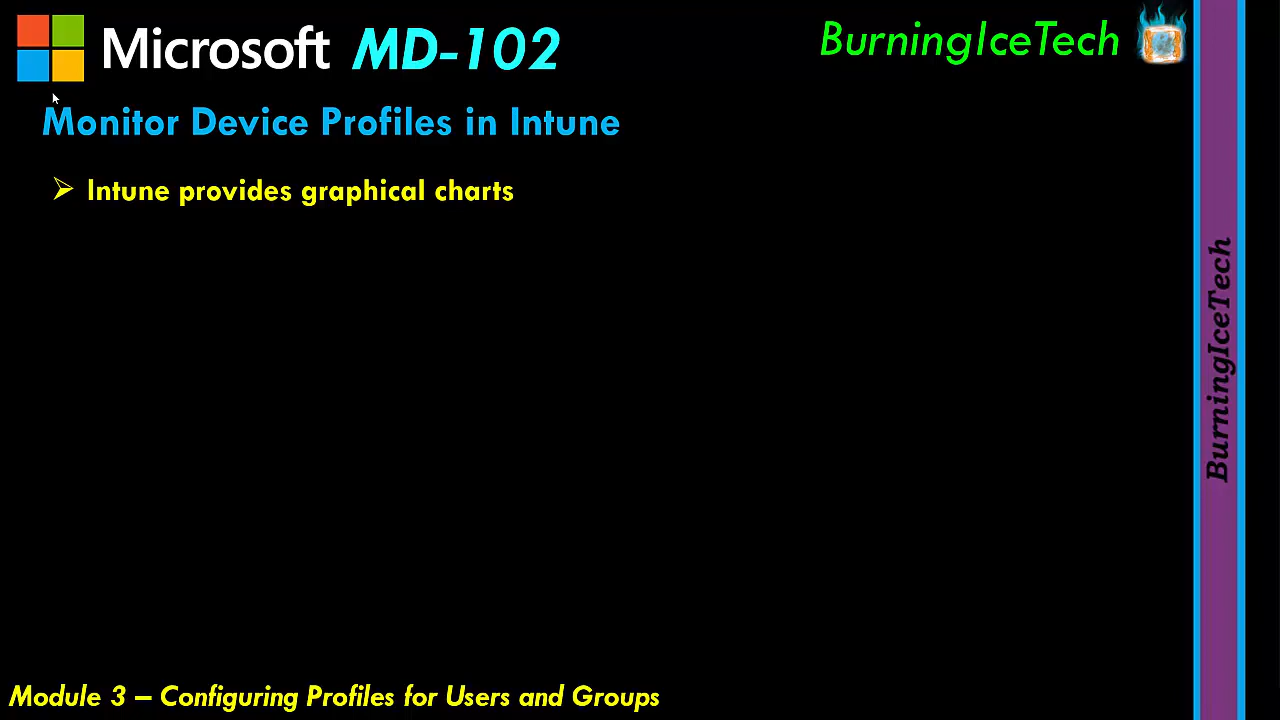 Microsoft MD-102
BurningIceTech
Monitor Device Profiles in Intune
Intune provides graphical charts
BurningIceTech
Module 3 – Configuring Profiles for Users and Groups